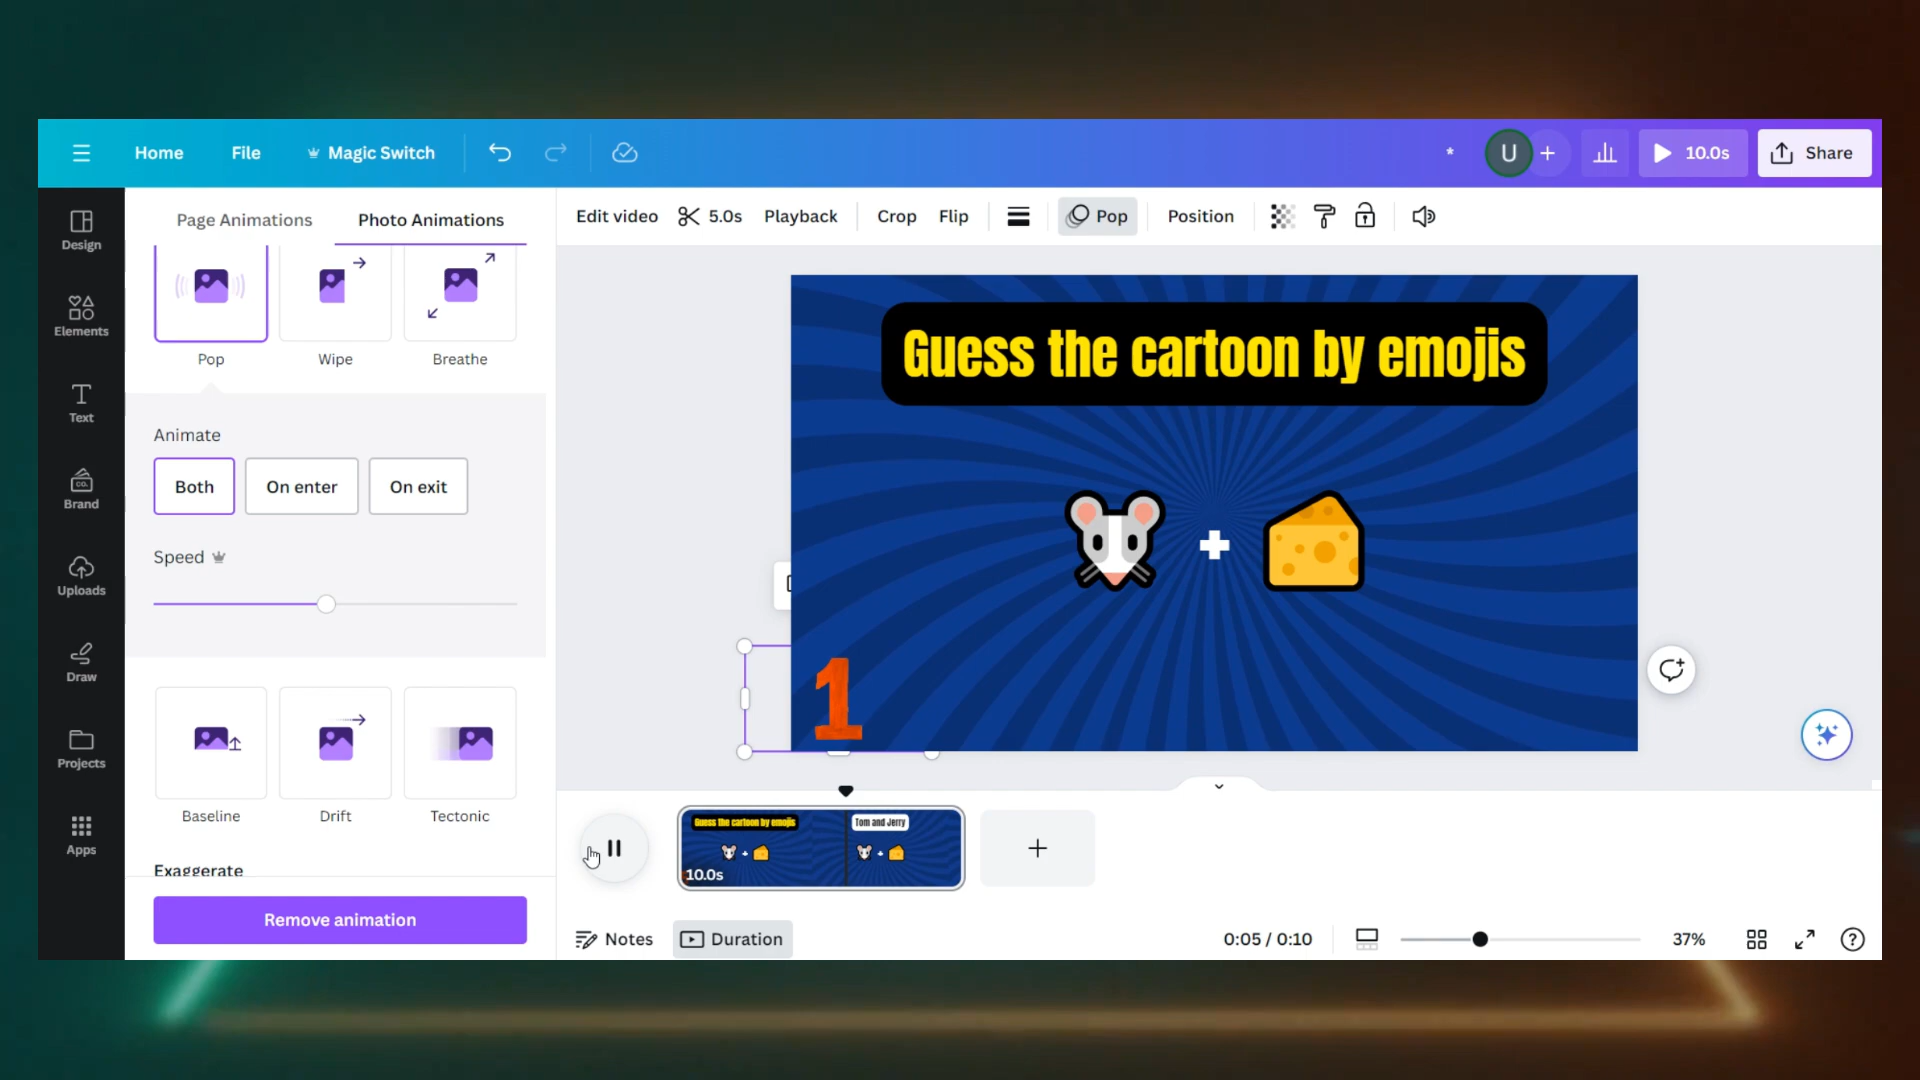 Home File Magic Switch * U + 10.0s Share
Design
Elements
Text
Brand
Uploads
Draw
Projects
Apps
Page Animations Photo Animations
Pop Wipe Breathe
Animate
Both On enter On exit
Speed
Baseline Drift Tectonic
Exaggerate
Remove animation
Edit video 5.0s Playback Crop Flip Pop Position
Guess the cartoon by emojis
+
1
Guess the cartoon by emojis Tom and Jerry
10.0s
+
Notes Duration 0:05 / 0:10 37% ?